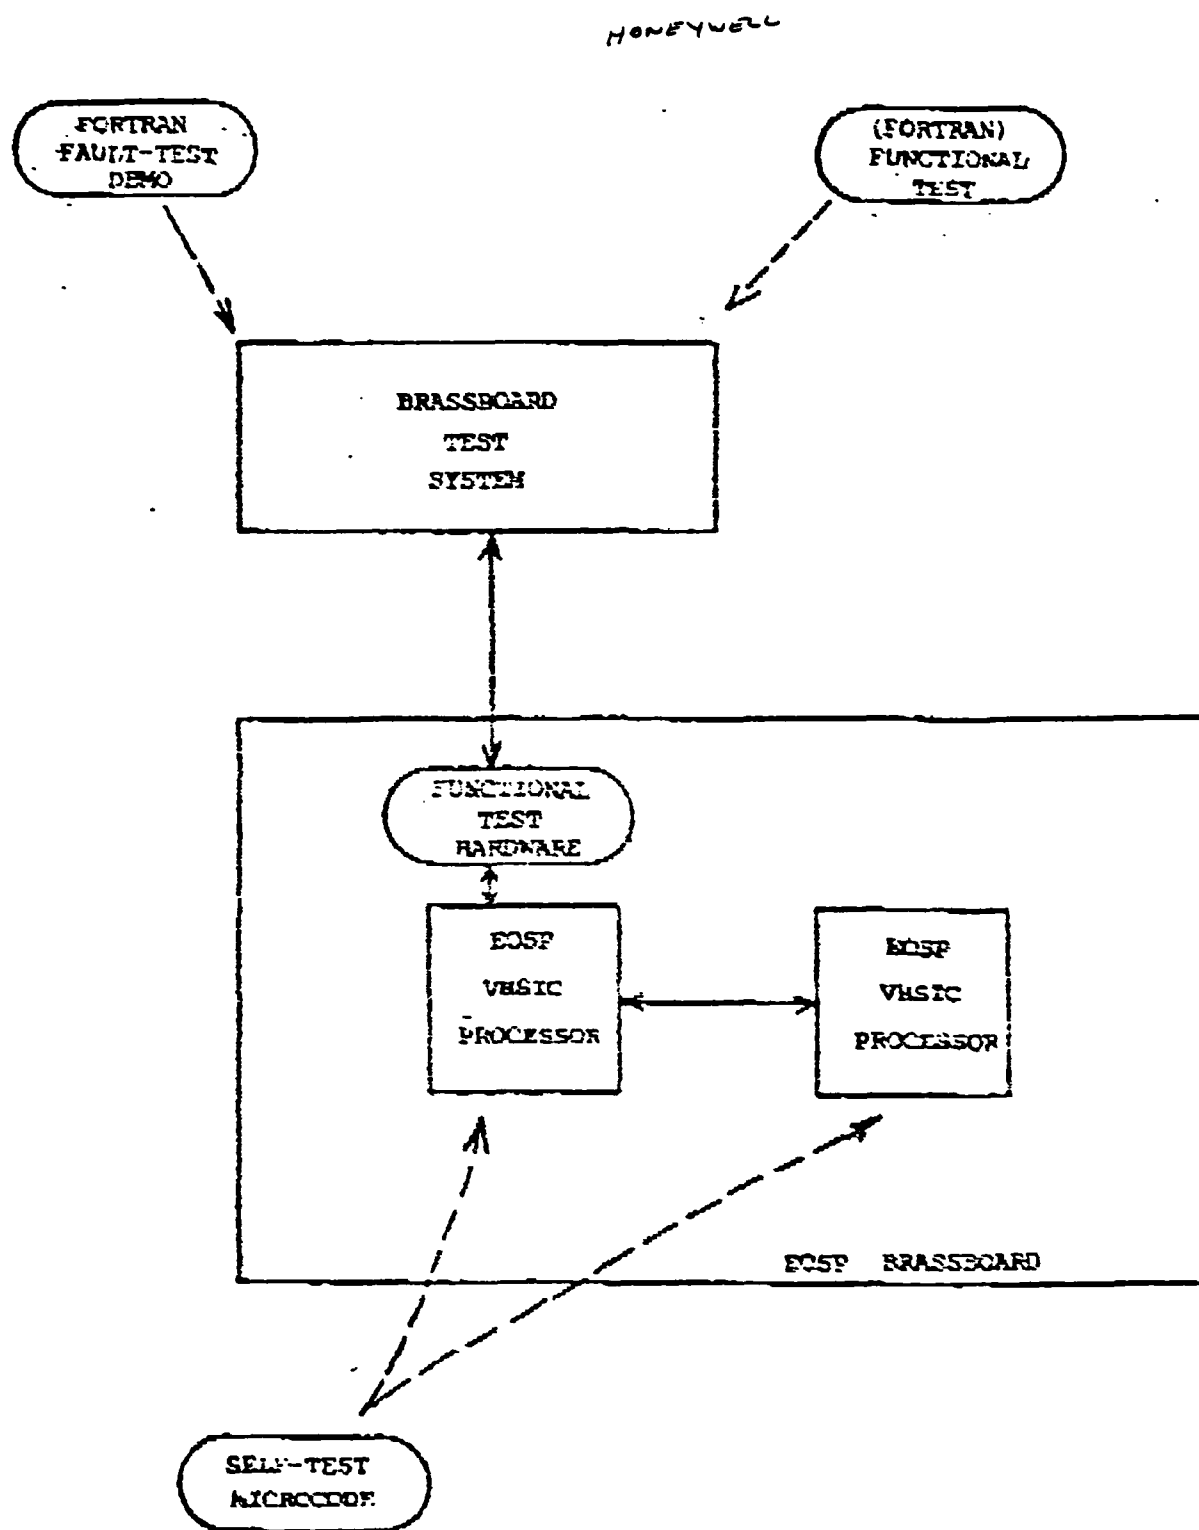 HONEYWELL
FORTRAN
FAULT-TEST
DEMO
(FORTRAN)
FUNCTIONAL
TEST
BRASSBOARD
TEST
SYSTEM
FUNCTIONAL
TEST
HARDWARE
EOSP
VHSIC
PROCESSOR
EOSP
VHSIC
PROCESSOR
EOSP BRASSBOARD
SELF-TEST
MICROCODE